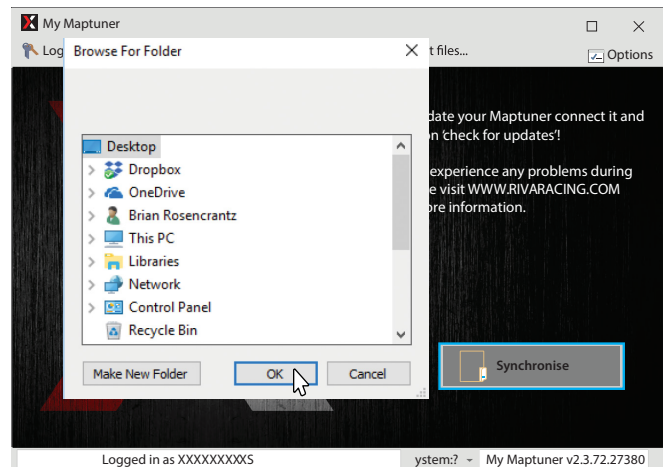 My Maptuner
Log
t files...
Options
Browse For Folder
date your Maptuner connect it and
on 'check for updates'!
experience any problems during
e visit WWW.RIVARACING.COM
ore information.
Desktop
Dropbox
OneDrive
Brian Rosencrantz
This PC
Libraries
Network
Control Panel
Recycle Bin
Make New Folder
OK
Cancel
Synchronise
Logged in as XXXXXXXXXS
ystem:?
My Maptuner v2.3.72.27380